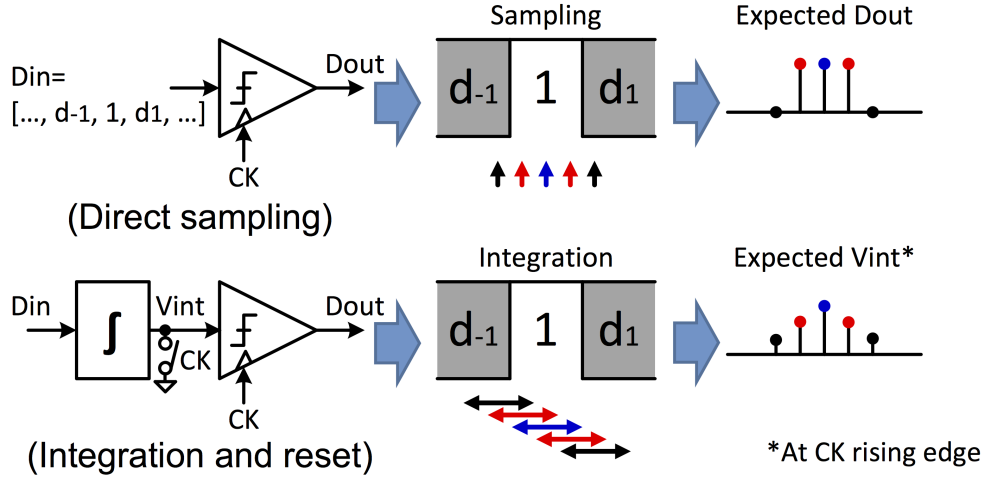 Sampling
Expected Dout
Din=
[..., d-1, 1, d1, ...]
Dout
d-1 1 d1
CK
(Direct sampling)
Integration
Expected Vint*
Din
∫
Vint
CK
Dout
d-1 1 d1
CK
(Integration and reset)
*At CK rising edge